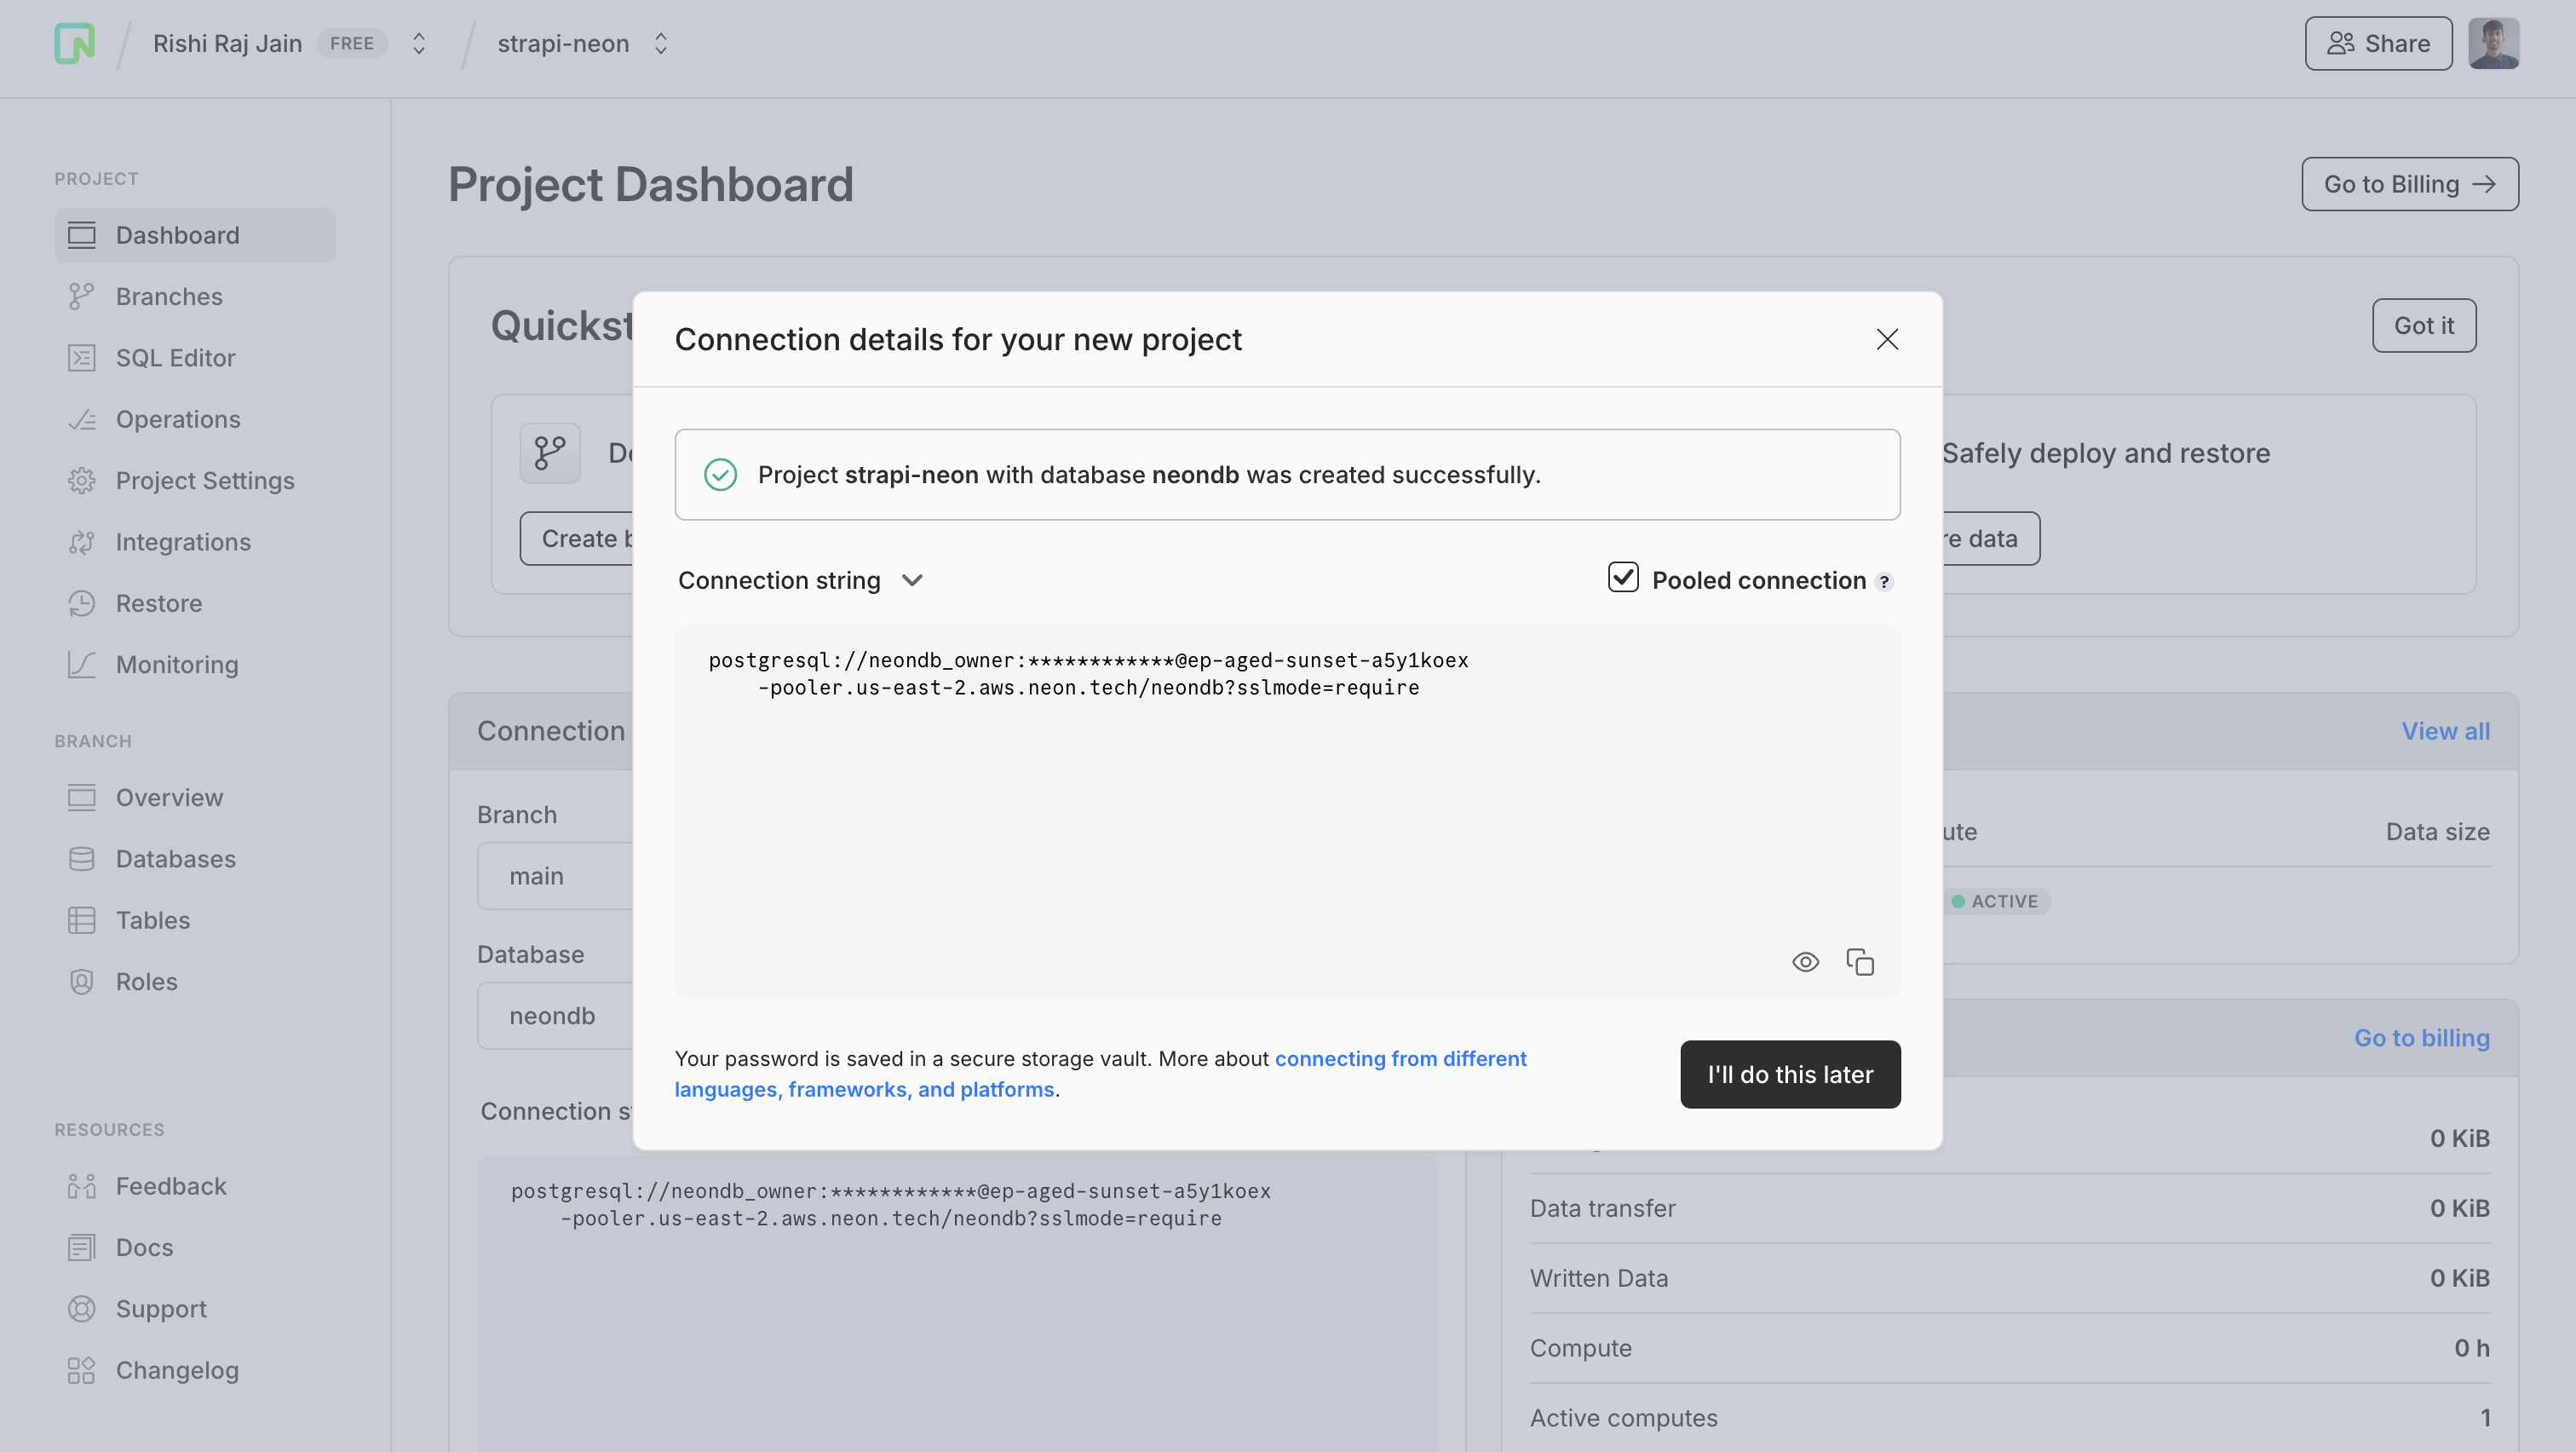 Rishi Raj Jain FREE
strapi-neon
Share
PROJECT
Dashboard
Branches
SQL Editor
Operations
Project Settings
Integrations
Restore
Monitoring
BRANCH
Overview
Databases
Tables
Roles
RESOURCES
Feedback
Docs
Support
Changelog
Project Dashboard
Go to Billing
Got it
Safely deploy and restore
Create
data
Connection details for your new project
Project strapi-neon with database neondb was created successfully.
Connection string
Pooled connection ?
postgresql://neondb_owner:************@ep-aged-sunset-a5y1koex
-pooler.us-east-2.aws.neon.tech/neondb?sslmode=require
Your password is saved in a secure storage vault. More about connecting from different
languages, frameworks, and platforms.
I'll do this later
Connection
Branch
main
Database
neondb
Connection
postgresql://neondb_owner:************@ep-aged-sunset-a5y1koex
-pooler.us-east-2.aws.neon.tech/neondb?sslmode=require
View all
Data size
ACTIVE
Go to billing
0 KiB
Data transfer 0 KiB
Written Data 0 KiB
Compute 0 h
Active computes 1